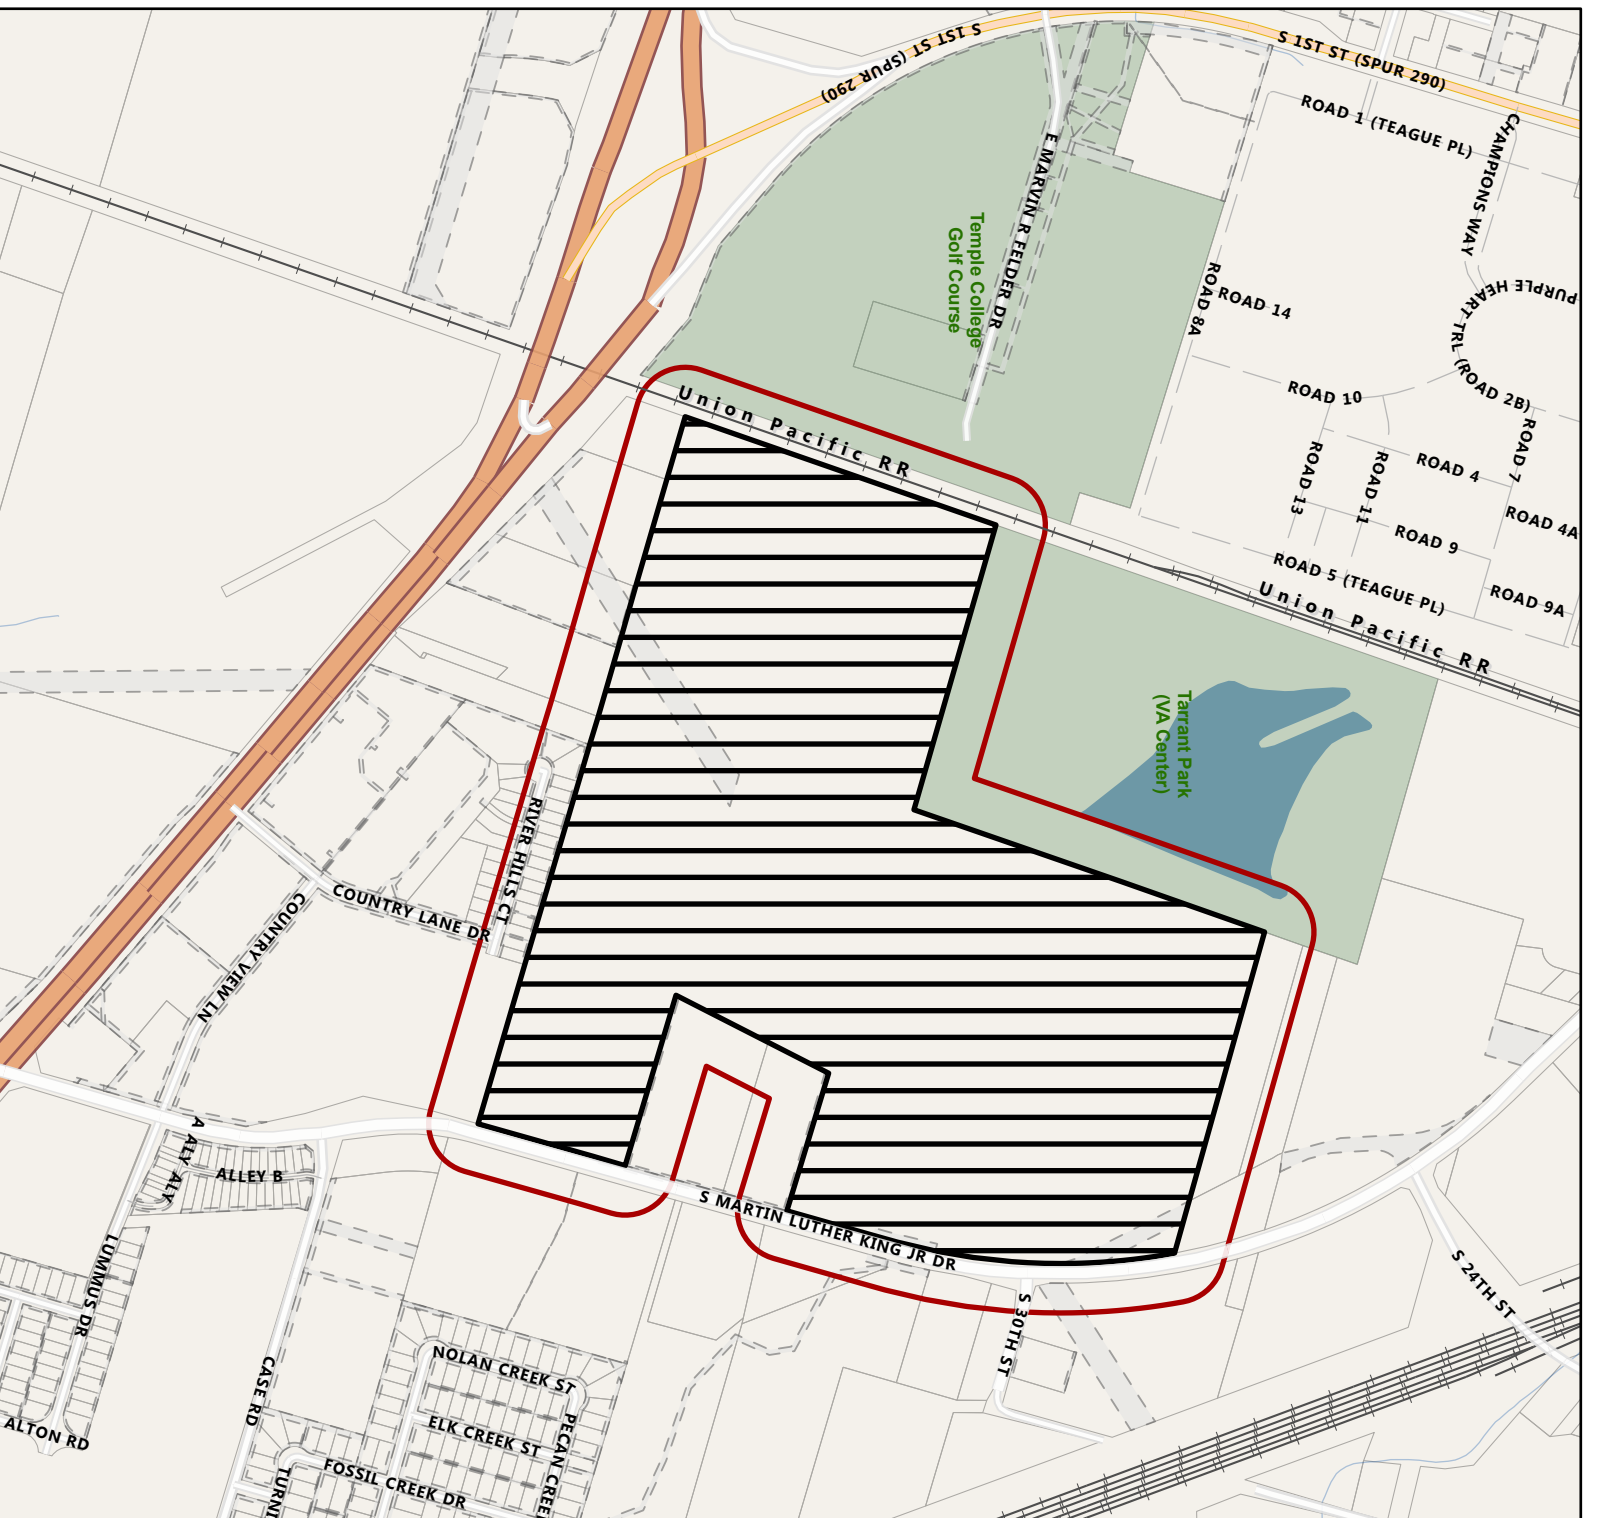 S 1ST ST (SPUR 290)
S 1ST ST (SPUR 290)
ROAD 1 (TEAGUE PL)
CHAMPIONS WAY
E MARVIN R FELDER DR
Temple College
Golf Course
ROAD 8A
ROAD 14
PURPLE HEART TRL (ROAD 2B)
ROAD 10
Union Pacific RR
ROAD 13
ROAD 11
ROAD 4
ROAD 7
ROAD 4A
ROAD 9
ROAD 5 (TEAGUE PL)
ROAD 9A
Union Pacific RR
Tarrant Park
(VA Center)
RIVER HILLS CT
COUNTRY LANE DR
COUNTRY VIEW LN
A ALY
ALY
ALLEY B
S MARTIN LUTHER KING JR DR
LUMMUS DR
S 30TH ST
S 24TH ST
CASE RD
NOLAN CREEK ST
ELK CREEK ST
PECAN CREE
ALTON RD
FOSSIL CREEK DR
TURN